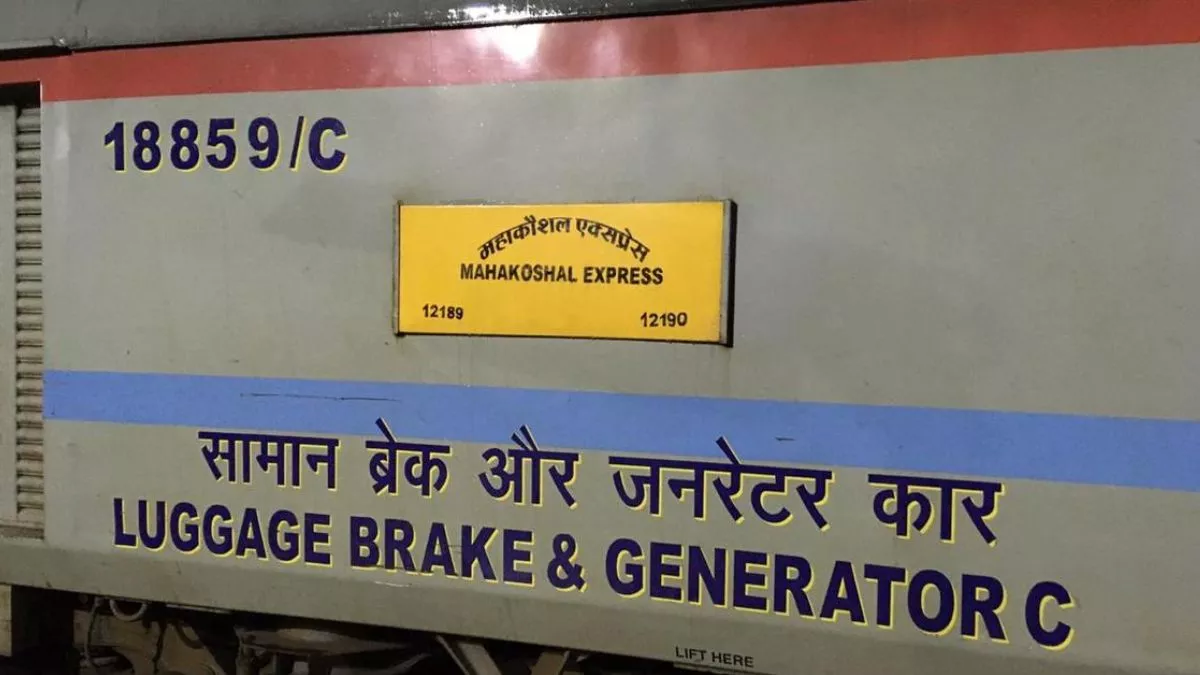 18859/C
महाकौशल एक्सप्रेस
MAHAKOSHAL EXPRESS
12189 12190
सामान ब्रेक और जनरेटर कार
LUGGAGE BRAKE & GENERATOR C
LIFT HERE